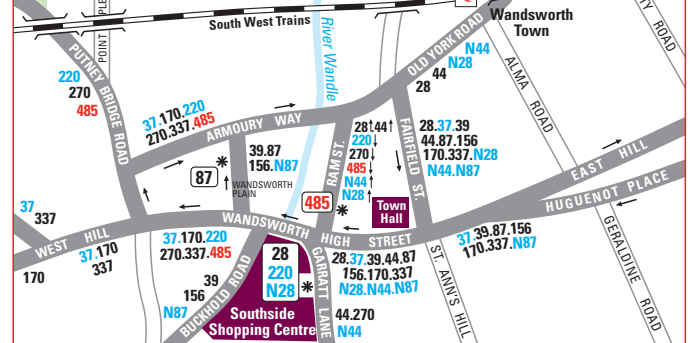 South West Trains
Wandsworth
Town
River Wandle
POINT PLE
PUTNEY BRIDGE ROAD
OLD YORK ROAD
ALMA ROAD
TY ROAD
N44
N28
44
28
220
270
485
37.170.220
270.337.485
ARMOURY WAY
39.87
156.N87
87
WANDSWORTH
PLAIN
RAM ST.
28↑44↑
220↓
270↓
485↓
N44↑
N28↑
FAIRFIELD ST.
28.37.39
44.87.156
170.337.N28
N44.N87
EAST HILL
HUGUENOT PLACE
485
Town
Hall
37
337
WEST HILL
WANDSWORTH HIGH STREET
170
37.170
337
37.170.220
270.337.485
39
156
N87
BUCKHOLD ROAD
28
220
N28
GARRATT LANE
28.37.39.44.87
156.170.337
N28.N44.N87
37.39.87.156
170.337.N87
ST. ANN'S HILL
GERALDINE ROAD
Southside
Shopping Centre
44.270
N44